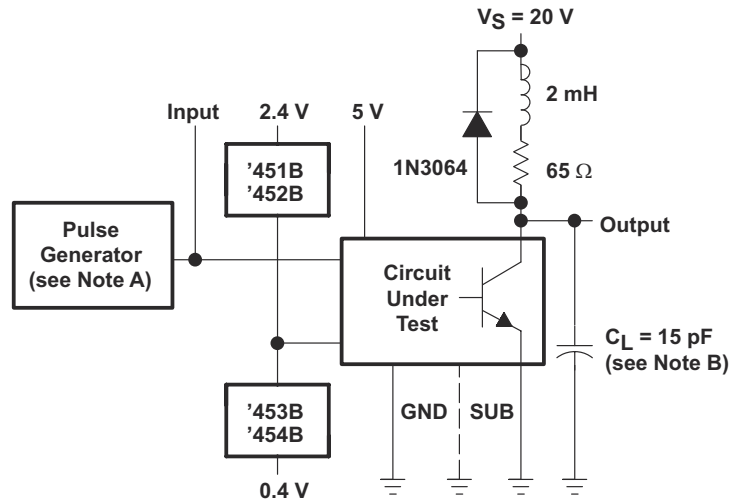 VS = 20 V
2 mH
Input
2.4 V
5 V
1N3064
65 Ω
'451B
'452B
Pulse
Generator
(see Note A)
Output
Circuit
Under
Test
CL = 15 pF
(see Note B)
'453B
'454B
GND
SUB
0.4 V